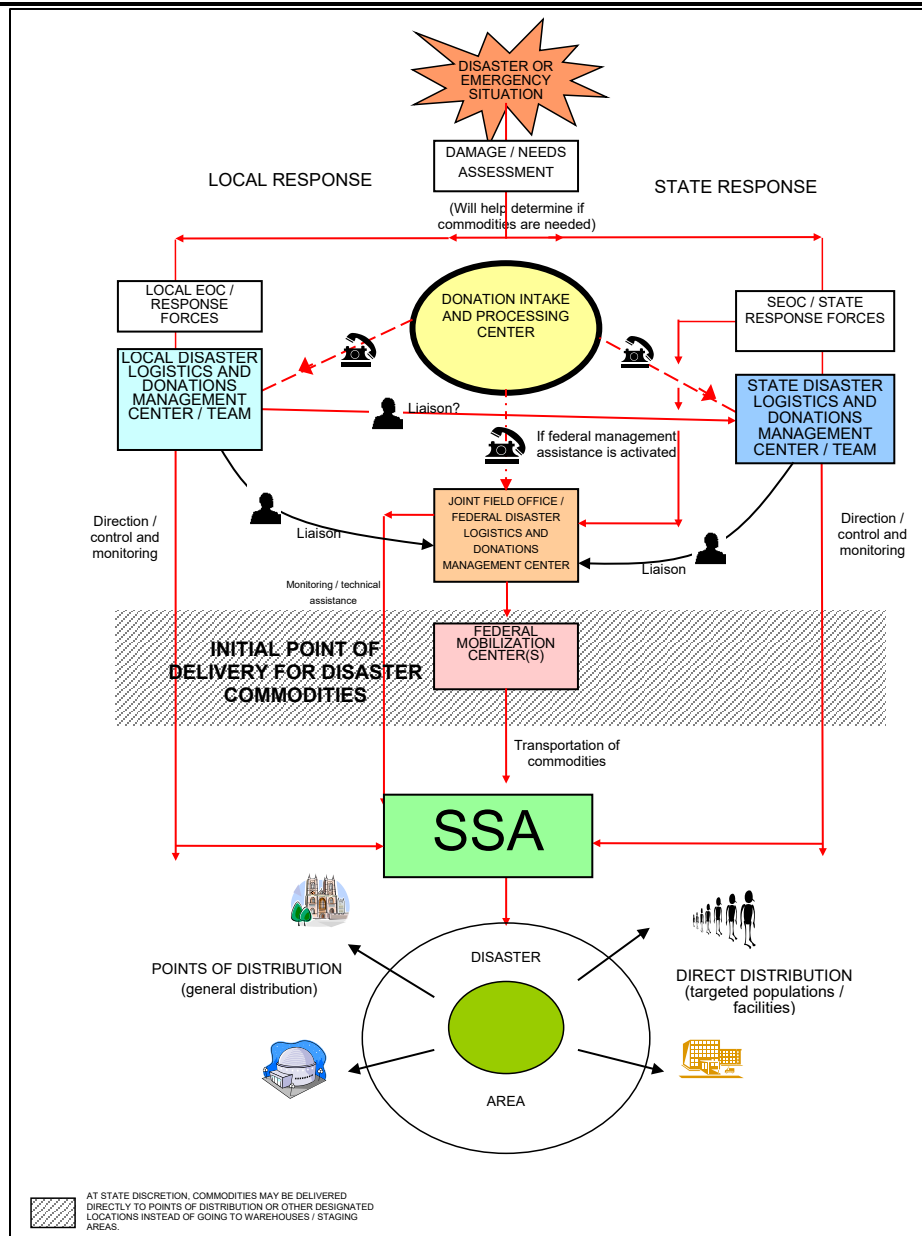 DISASTER OR
EMERGENCY
SITUATION
DAMAGE / NEEDS
ASSESSMENT
LOCAL RESPONSE
STATE RESPONSE
(Will help determine if
commodities are needed)
LOCAL EOC /
RESPONSE
FORCES
DONATION INTAKE
AND PROCESSING
CENTER
SEOC / STATE
RESPONSE FORCES
LOCAL DISASTER
LOGISTICS AND
DONATIONS
MANAGEMENT
CENTER / TEAM
STATE DISASTER
LOGISTICS AND
DONATIONS
MANAGEMENT
CENTER / TEAM
Liaison?
If federal management
assistance is activated
JOINT FIELD OFFICE /
FEDERAL DISASTER
LOGISTICS AND
DONATIONS
MANAGEMENT CENTER
Direction /
control and
monitoring
Liaison
Liaison
Direction /
control and
monitoring
Monitoring / technical
assistance
INITIAL POINT OF
DELIVERY FOR DISASTER
COMMODITIES
FEDERAL
MOBILIZATION
CENTER(S)
Transportation of
commodities
SSA
POINTS OF DISTRIBUTION
(general distribution)
DISASTER
AREA
DIRECT DISTRIBUTION
(targeted populations /
facilities)
AT STATE DISCRETION, COMMODITIES MAY BE DELIVERED
DIRECTLY TO POINTS OF DISTRIBUTION OR OTHER DESIGNATED
LOCATIONS INSTEAD OF GOING TO WAREHOUSES / STAGING
AREAS.